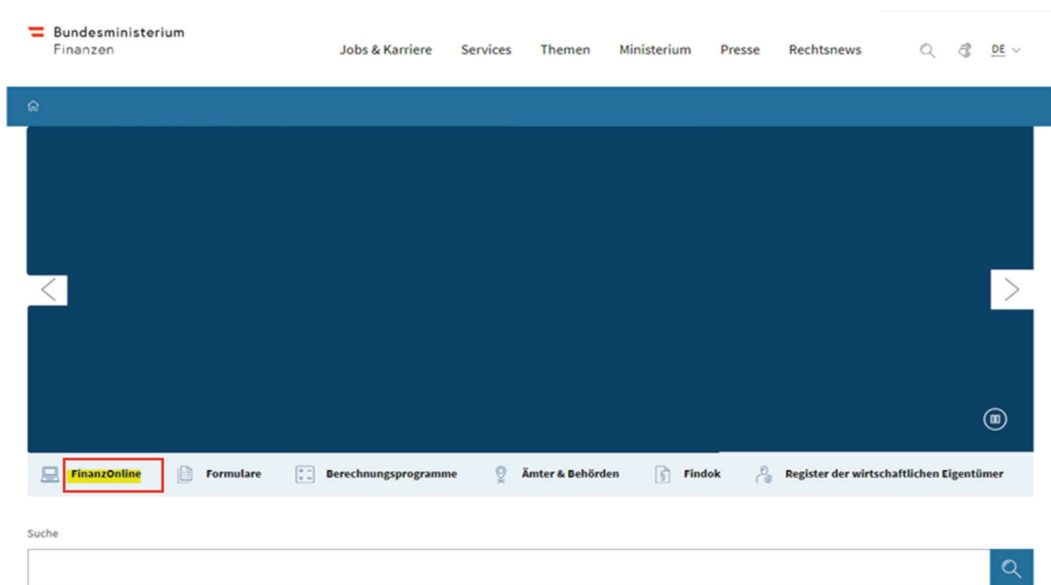 Bundesministerium
Finanzen
Jobs & Karriere Services Themen Ministerium Presse Rechtsnews DE
FinanzOnline Formulare Berechnungsprogramme Ämter & Behörden Findok Register der wirtschaftlichen Eigentümer
Suche